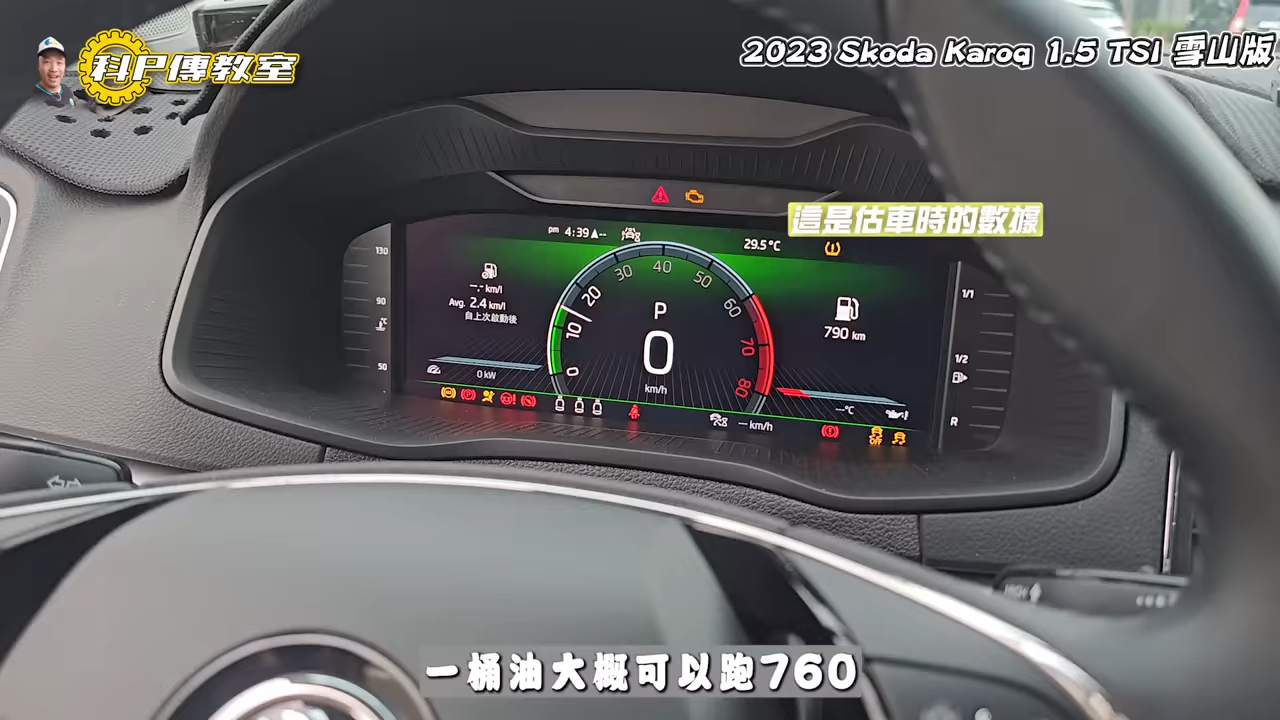 科P傳教室
2023 Skoda Karoq 1.5 TSI 雪山版
這是估車時的數據
pm 4:39 ▲--
29.5℃
130
90
℃
50
--.- km/l
Avg. 2.4 km/l
自上次啟動後
0 kW
0 10 20 30 40 50 60 70 80
P
0
km/h
790 km
--℃
-- km/h
OFF
1/1
1/2
R
一桶油大概可以跑760